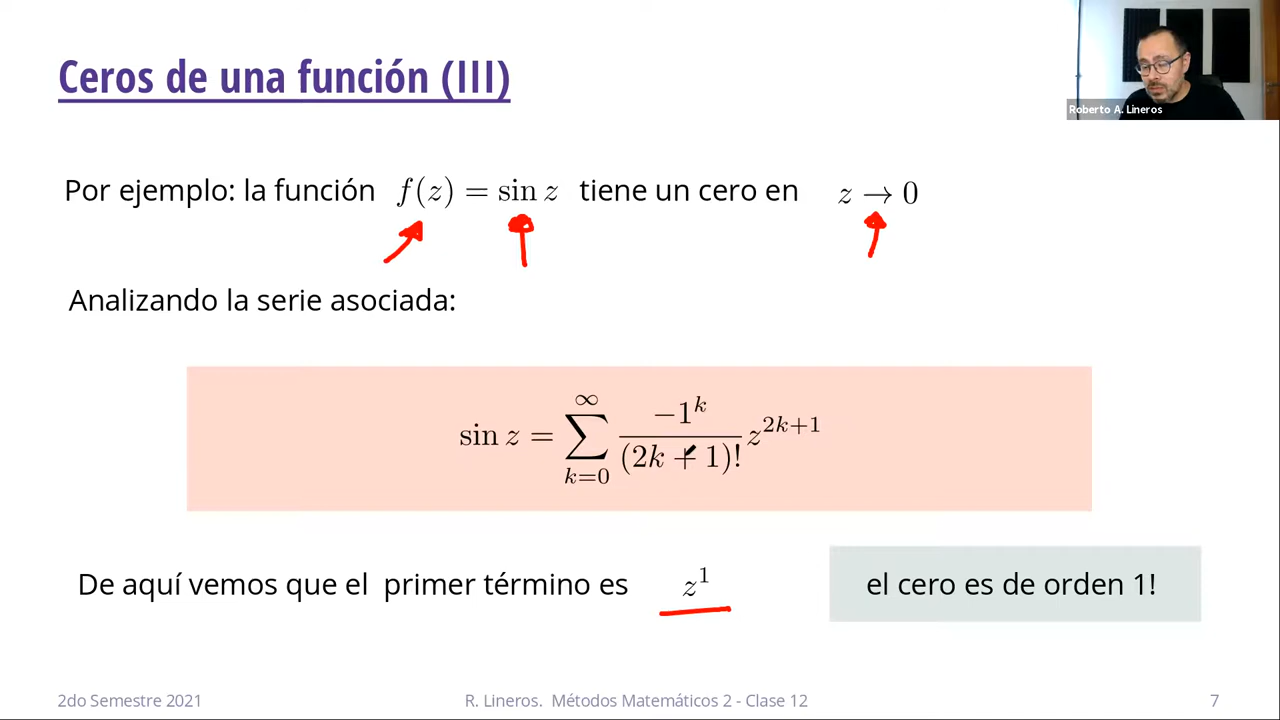 Ceros de una función (III)
Roberto A. Lineros
Por ejemplo: la función f(z) = sin z tiene un cero en z → 0
Analizando la serie asociada:
sin z = ∑_{k=0}^{∞} \frac{-1^k}{(2k + 1)!} z^{2k+1}
De aquí vemos que el primer término es z^1
el cero es de orden 1!
2do Semestre 2021
R. Lineros. Métodos Matemáticos 2 - Clase 12
7